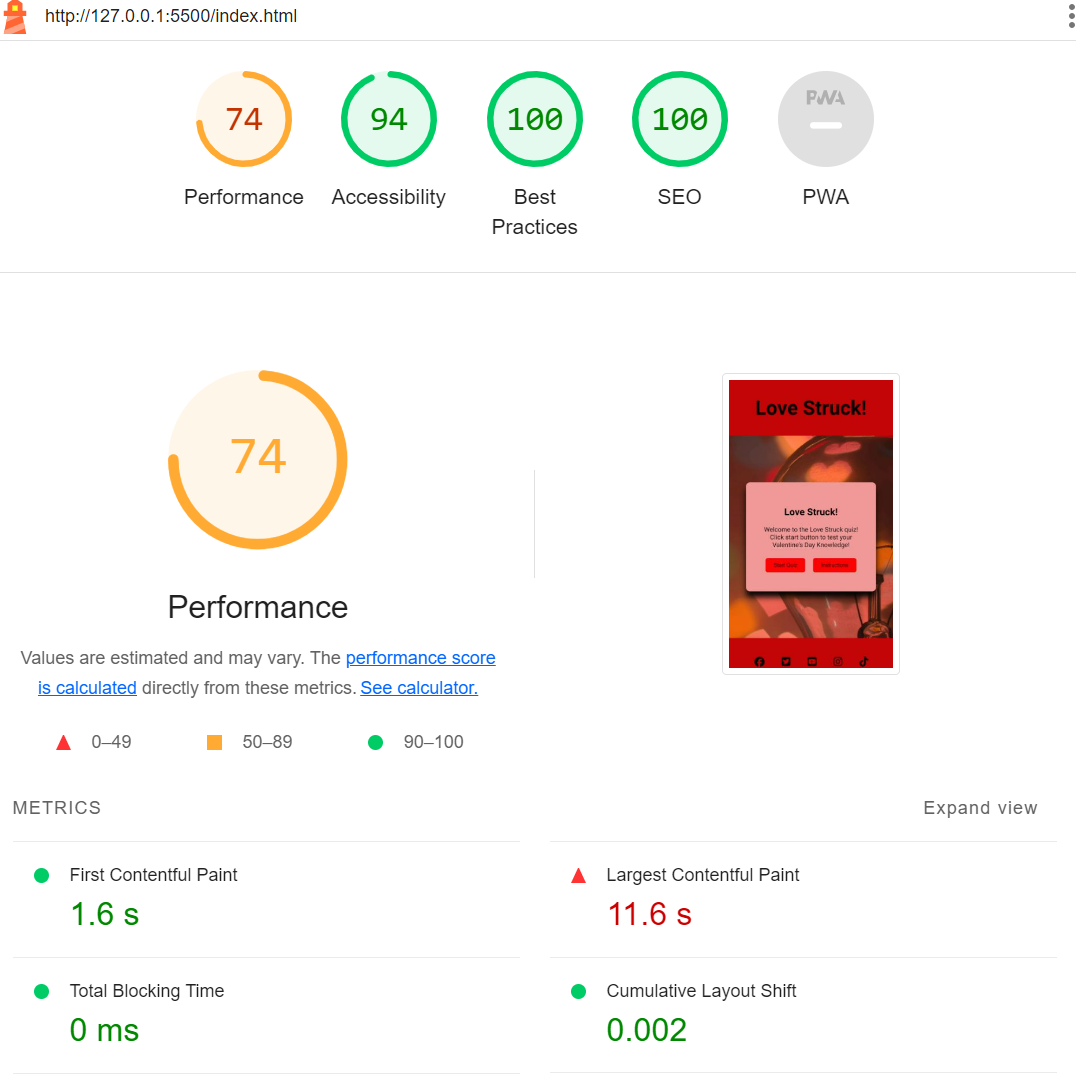 http://127.0.0.1:5500/index.html
74
94
100
100
PWA
Performance
Accessibility
Best
Practices
SEO
PWA
74
Love Struck!
Love Struck!
Welcome to the Love Struck quiz!
Click start button to test your
Valentine's Day Knowledge!
Start Quiz
Instructions
Performance
Values are estimated and may vary. The performance score
is calculated directly from these metrics. See calculator.
0–49
50–89
90–100
METRICS
Expand view
First Contentful Paint
1.6 s
Largest Contentful Paint
11.6 s
Total Blocking Time
0 ms
Cumulative Layout Shift
0.002